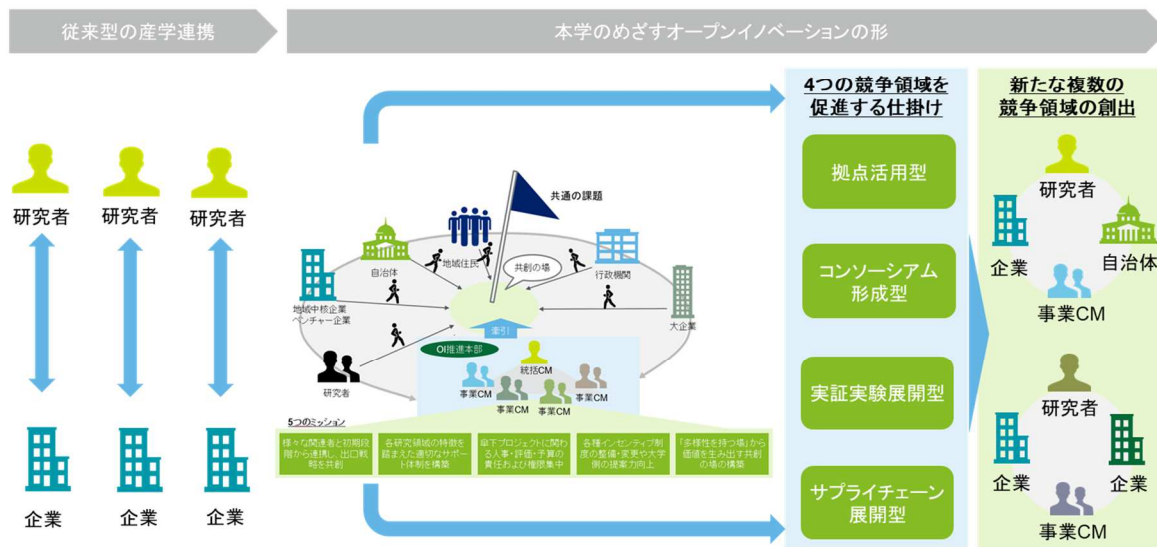 従来型の産学連携
本学のめざすオープンイノベーションの形
研究者
研究者
研究者
企業
企業
企業
共通の課題
地域住民
自治体
共創の場
行政機関
地域中核企業
ベンチャー企業
大企業
牽引
OI推進本部
統括CM
研究者
事業CM
事業CM
事業CM
事業CM
5つのミッション
様々な関連者と初期段
階から連携し、出口戦
略を共創
各研究領域の特徴を
踏まえた適切なサポー
ト体制を構築
傘下プロジェクトに関わ
る人事・評価・予算の
責任および権限集中
各種インセンティブ制
度の整備・変更や大学
側の提案力向上
「多様性を持つ場」から
価値を生み出す共創
の場の構築
4つの競争領域を
促進する仕掛け
拠点活用型
コンソーシアム
形成型
実証実験展開型
サプライチェーン
展開型
新たな複数の
競争領域の創出
研究者
企業
自治体
事業CM
研究者
企業
企業
事業CM